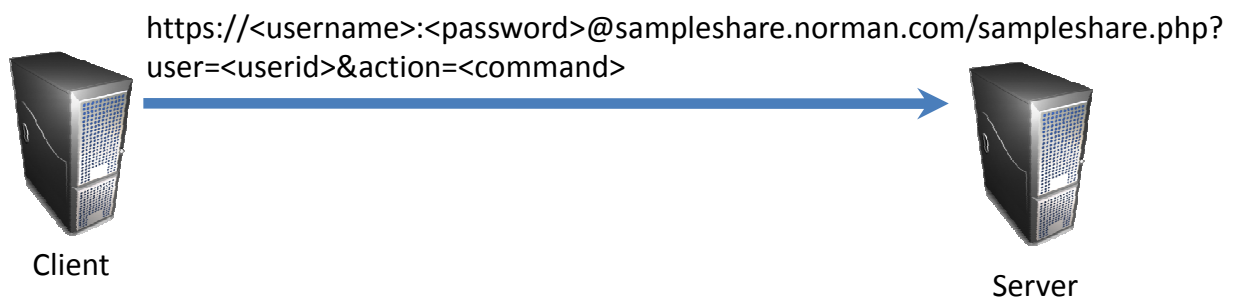 https://<username>:<password>@sampleshare.norman.com/sampleshare.php?
user=<userid>&action=<command>
Client
Server